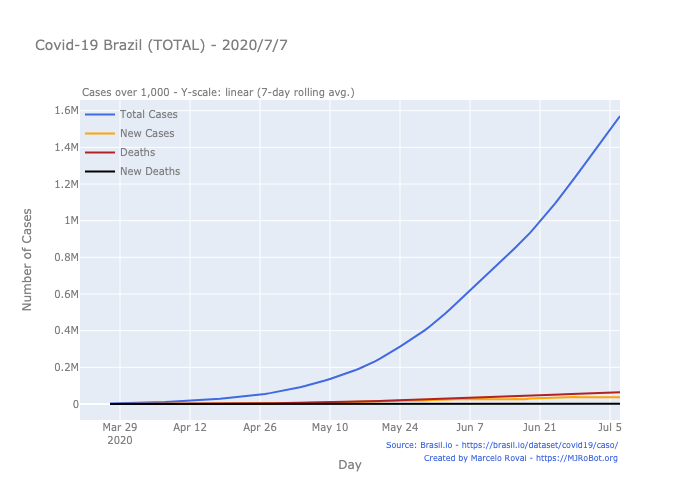 Covid-19 Brazil (TOTAL) - 2020/7/7
Cases over 1,000 - Y-scale: linear (7-day rolling avg.)
Total Cases
New Cases
Deaths
New Deaths
1.6M
1.4M
1.2M
1M
0.8M
0.6M
0.4M
0.2M
0
Number of Cases
Mar 29 Apr 12 Apr 26 May 10 May 24 Jun 7 Jun 21 Jul 5
2020
Source: Brasil.io - https://brasil.io/dataset/covid19/caso/
Created by Marcelo Rovai - https://MJRoBot.org
Day